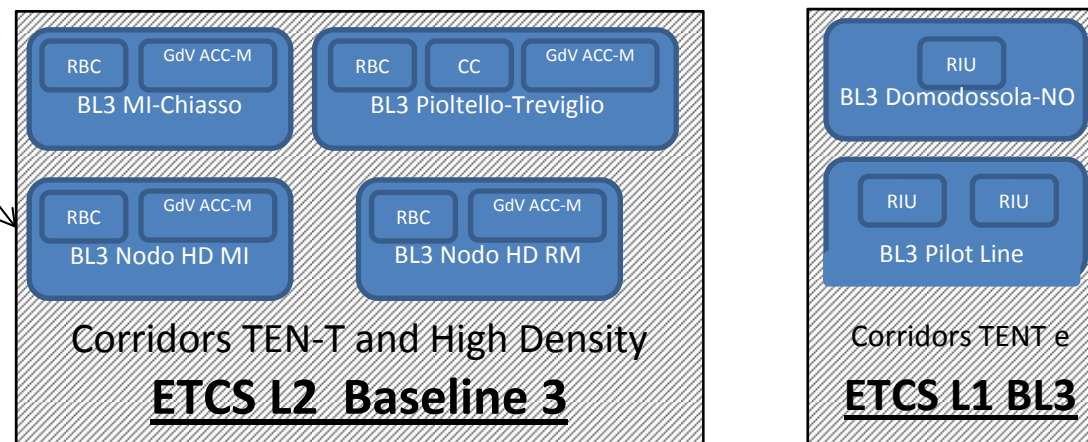 RBC
GdV ACC-M
BL3 MI-Chiasso
RBC
CC
GdV ACC-M
BL3 Pioltello-Treviglio
RBC
GdV ACC-M
BL3 Nodo HD MI
RBC
GdV ACC-M
BL3 Nodo HD RM
Corridors TEN-T and High Density
ETCS L2 Baseline 3
RIU
BL3 Domodossola-NO
RIU
RIU
BL3 Pilot Line
Corridors TENT e
ETCS L1 BL3